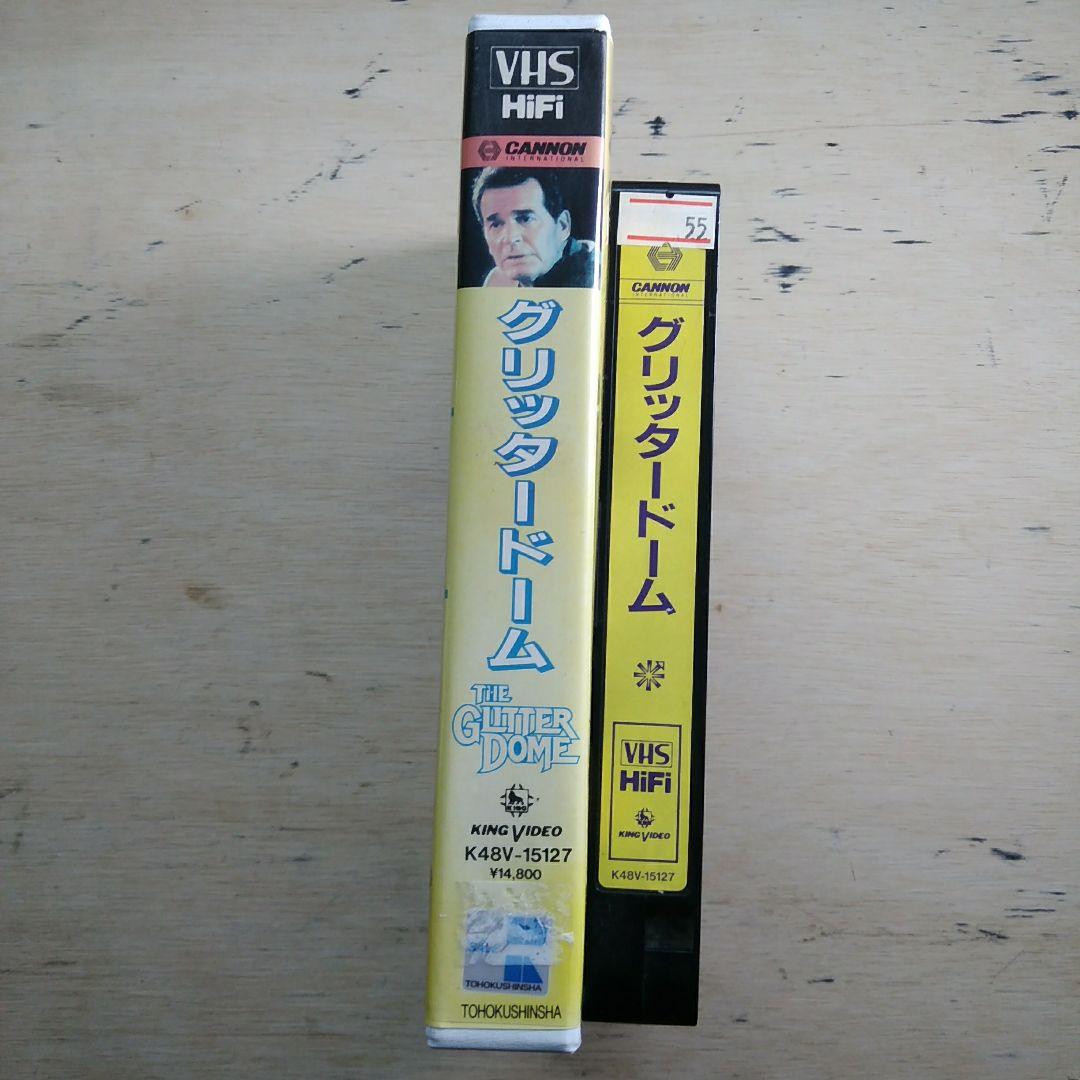 VHS
HiFi
CANNON
INTERNATIONAL
グリッタードーム
THE
GLITTER
DOME
KING VIDEO
K48V-15127
¥14,800
TOHOKUSHINSHA
TOHOKUSHINSHA
55
CANNON
INTERNATIONAL
グリッタードーム
VHS
HiFi
KING VIDEO
K48V-15127